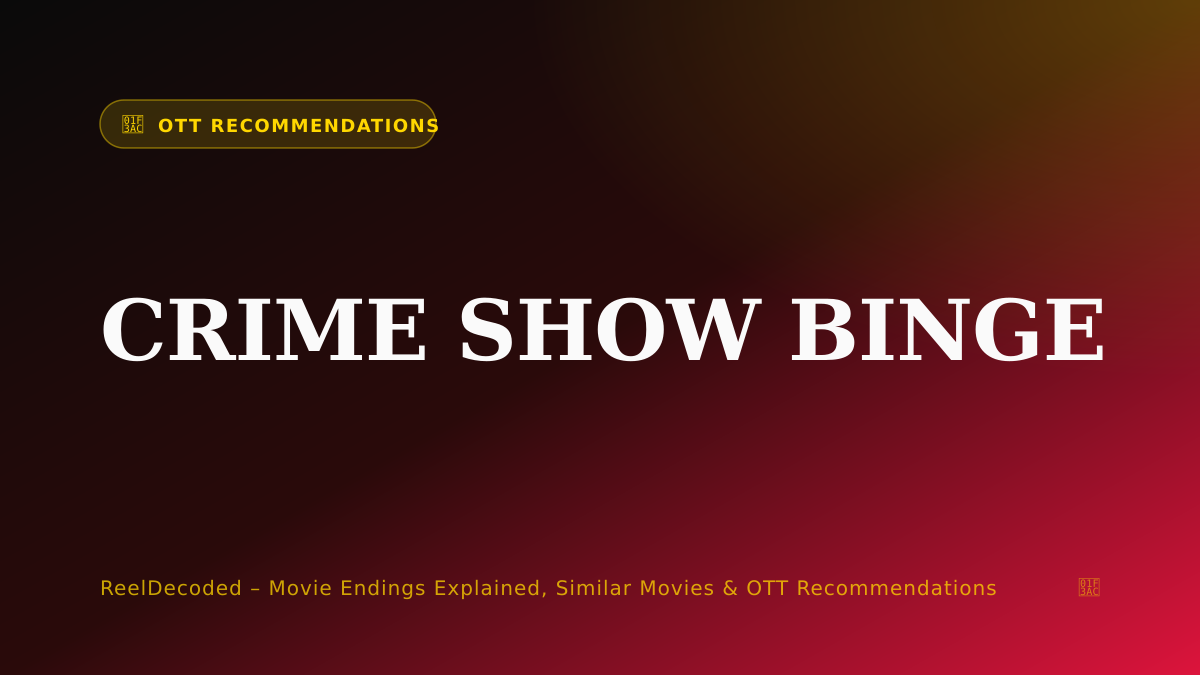 OTT RECOMMENDATIONS
CRIME SHOW BINGE
ReelDecoded – Movie Endings Explained, Similar Movies & OTT Recommendations